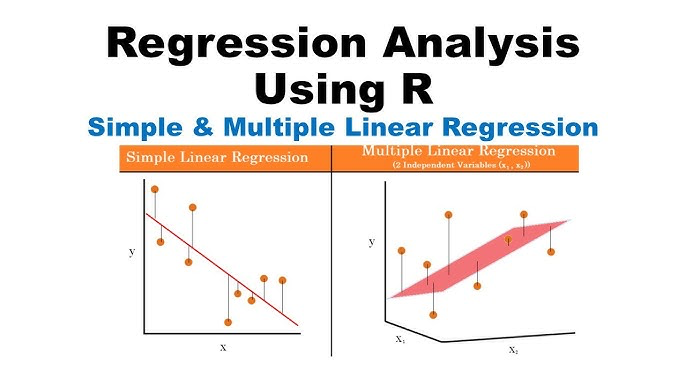 Regression Analysis
Using R
Simple & Multiple Linear Regression
Simple Linear Regression
Multiple Linear Regression
(2 Independent Variables (x₁ , x₂))
y
x
y
x₁
x₂